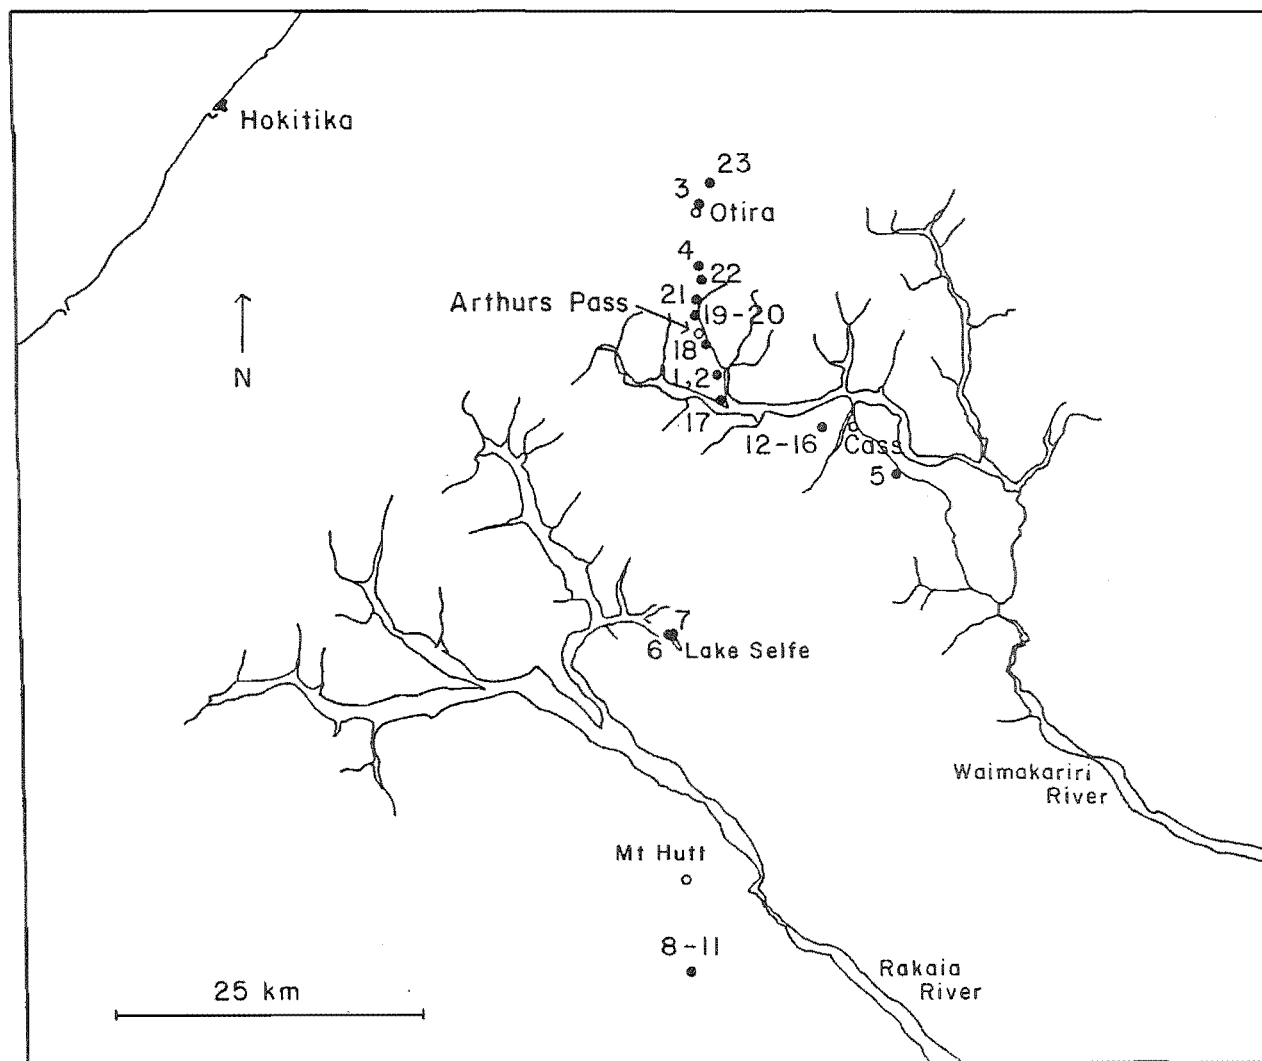 Hokitika
23
3
Otira
4
22
21
Arthurs Pass
19-20
18
N
1,2
17
12-16
Cass
5
7
6
Lake Selfe
Waimakariri
River
Mt Hutt
8-11
Rakaia
River
25 km